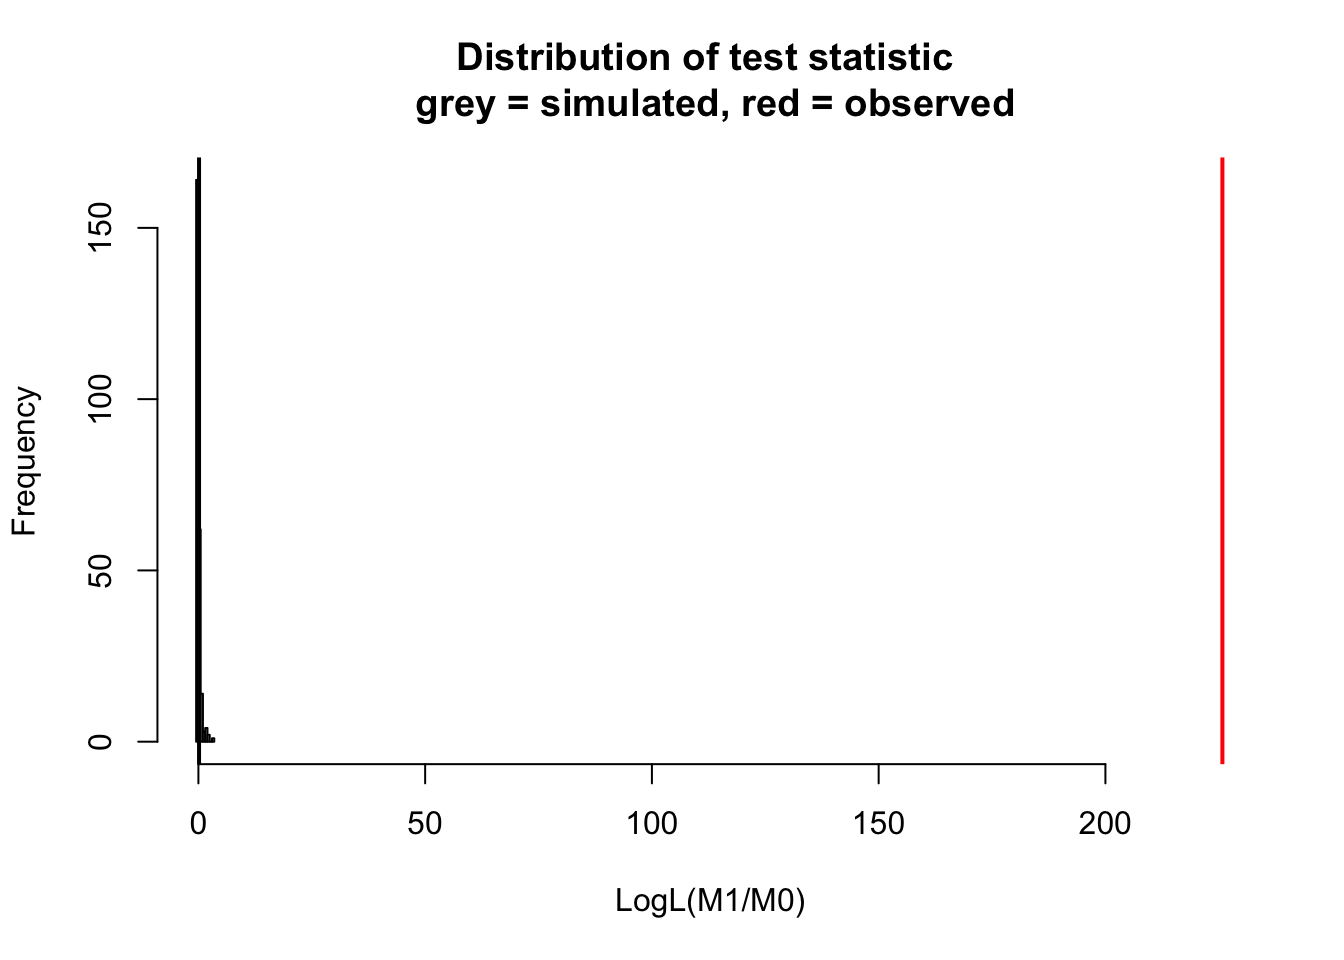 Distribution of test statistic
grey = simulated, red = observed
150
100
50
0
Frequency
0 50 100 150 200
LogL(M1/M0)